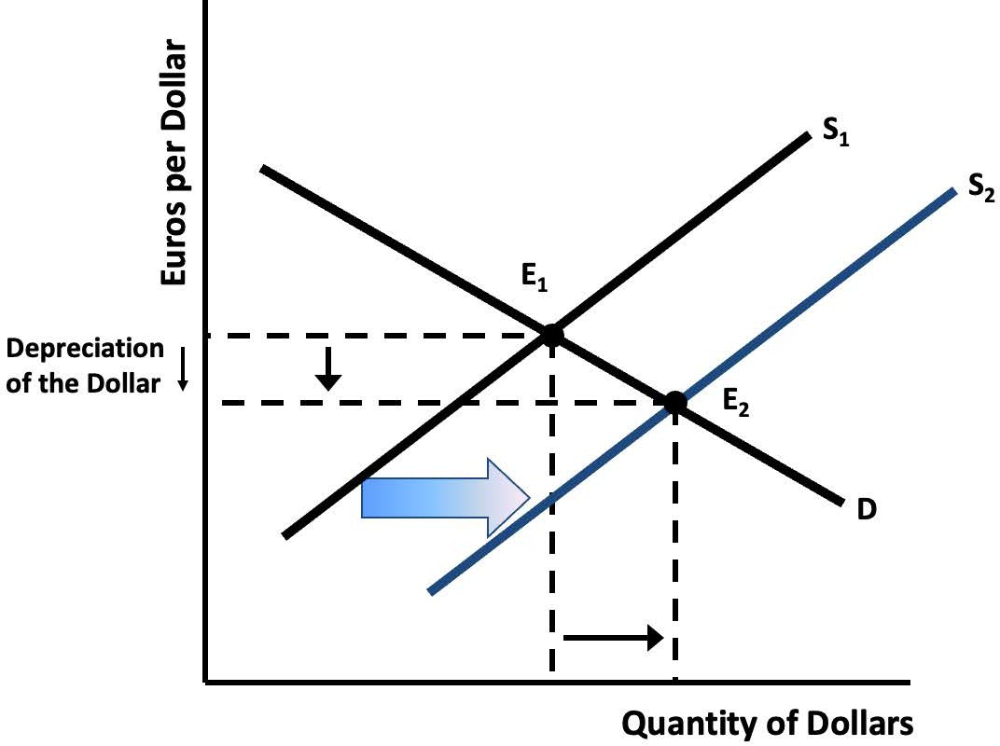 Euros per Dollar
S₁
S₂
E₁
Depreciation
of the Dollar
E₂
D
Quantity of Dollars